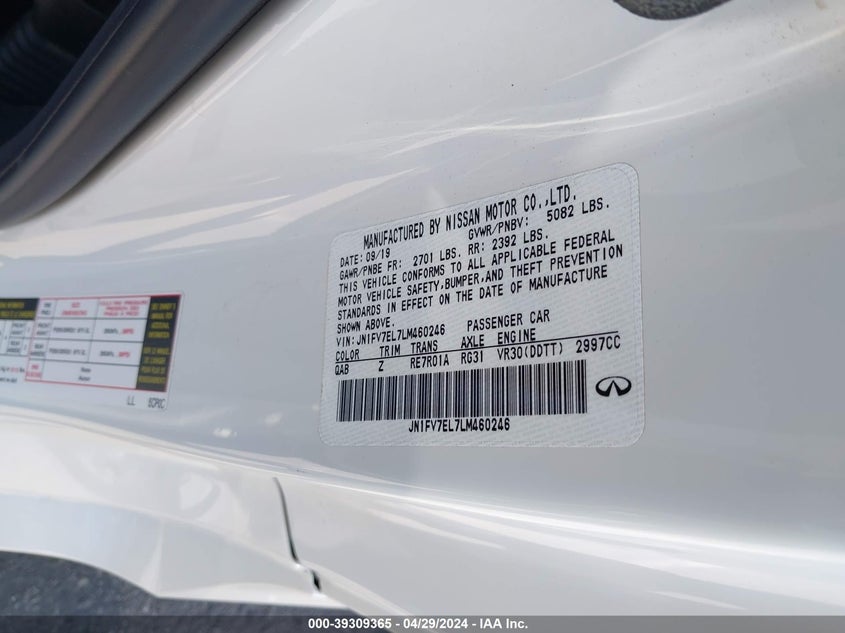 MANUFACTURED BY NISSAN MOTOR CO.,LTD.
DATE: 09/19 GVWR/PNBV: 5082 LBS.
GAWR/PNBE FR: 2701 LBS. RR: 2392 LBS.
THIS VEHICLE CONFORMS TO ALL APPLICABLE FEDERAL
MOTOR VEHICLE SAFETY,BUMPER,AND THEFT PREVENTION
STANDARDS IN EFFECT ON THE DATE OF MANUFACTURE
SHOWN ABOVE.
VIN: JN1FV7EL7LM460246 PASSENGER CAR
COLOR TRIM TRANS AXLE ENGINE
QAB Z RE7R01A RG31 VR30(DDTT) 2997CC
JN1FV7EL7LM460246
000-39309365 - 04/29/2024 - www.iaai.com